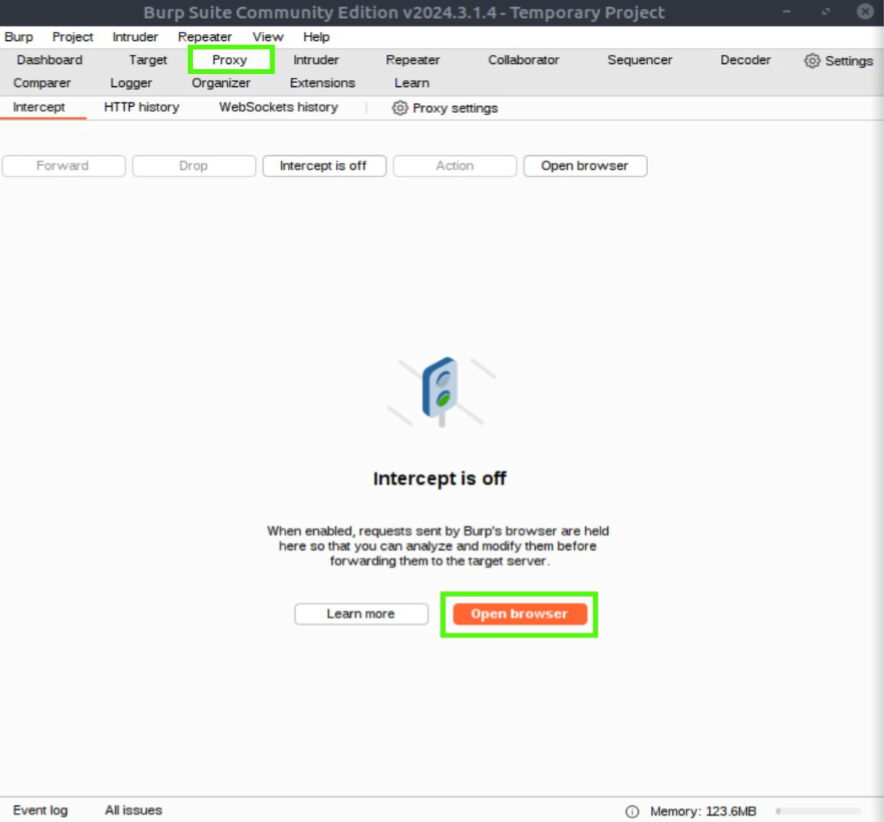 Burp Suite Community Edition v2024.3.1.4 - Temporary Project
Burp Project Intruder Repeater View Help
Dashboard Target Proxy Intruder Repeater Collaborator Sequencer Decoder Settings
Comparer Logger Organizer Extensions Learn
Intercept HTTP history WebSockets history Proxy settings
Forward Drop Intercept is off Action Open browser
Intercept is off
When enabled, requests sent by Burp's browser are held
here so that you can analyze and modify them before
forwarding them to the target server.
Learn more Open browser
Event log All issues Memory: 123.6MB